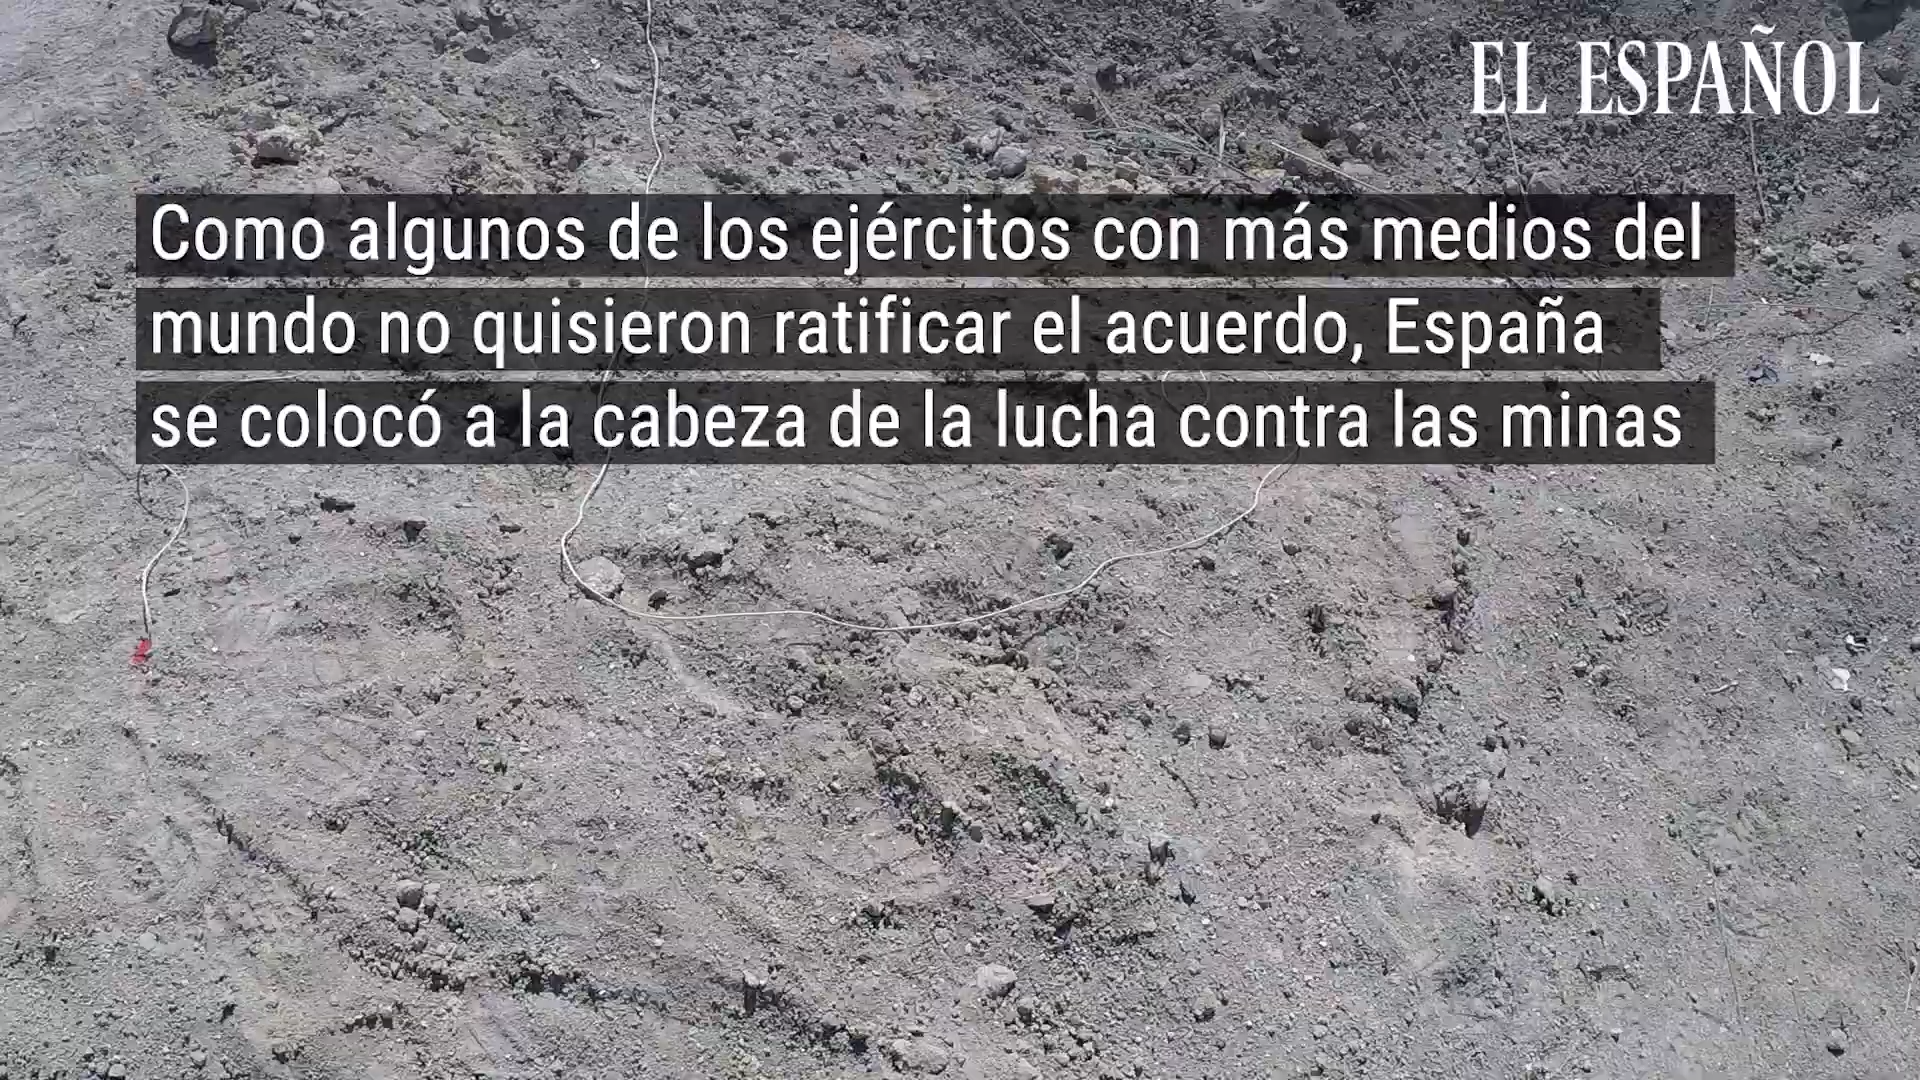 EL ESPAÑOL
Como algunos de los ejércitos con más medios del
mundo no quisieron ratificar el acuerdo, España
se colocó a la cabeza de la lucha contra las minas